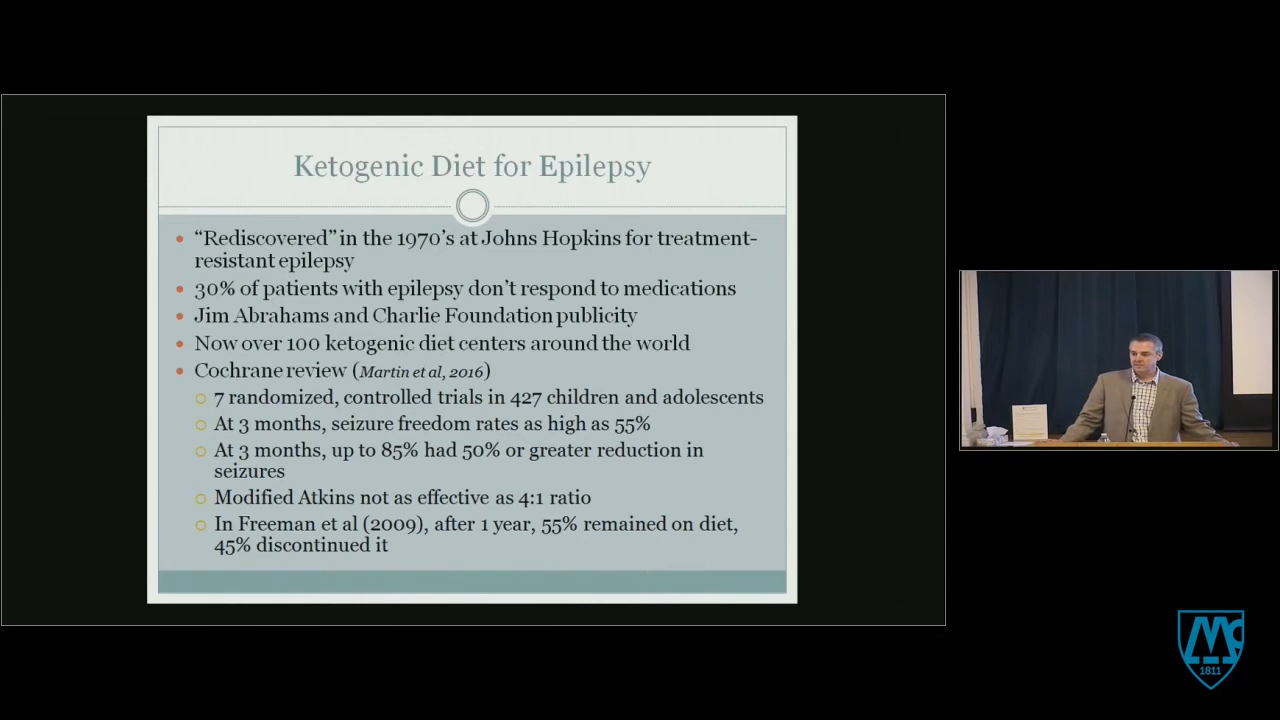 Ketogenic Diet for Epilepsy
“Rediscovered” in the 1970’s at Johns Hopkins for treatment-
resistant epilepsy
30% of patients with epilepsy don’t respond to medications
Jim Abrahams and Charlie Foundation publicity
Now over 100 ketogenic diet centers around the world
Cochrane review (Martin et al, 2016)
7 randomized, controlled trials in 427 children and adolescents
At 3 months, seizure freedom rates as high as 55%
At 3 months, up to 85% had 50% or greater reduction in
seizures
Modified Atkins not as effective as 4:1 ratio
In Freeman et al (2009), after 1 year, 55% remained on diet,
45% discontinued it
Mc
1811